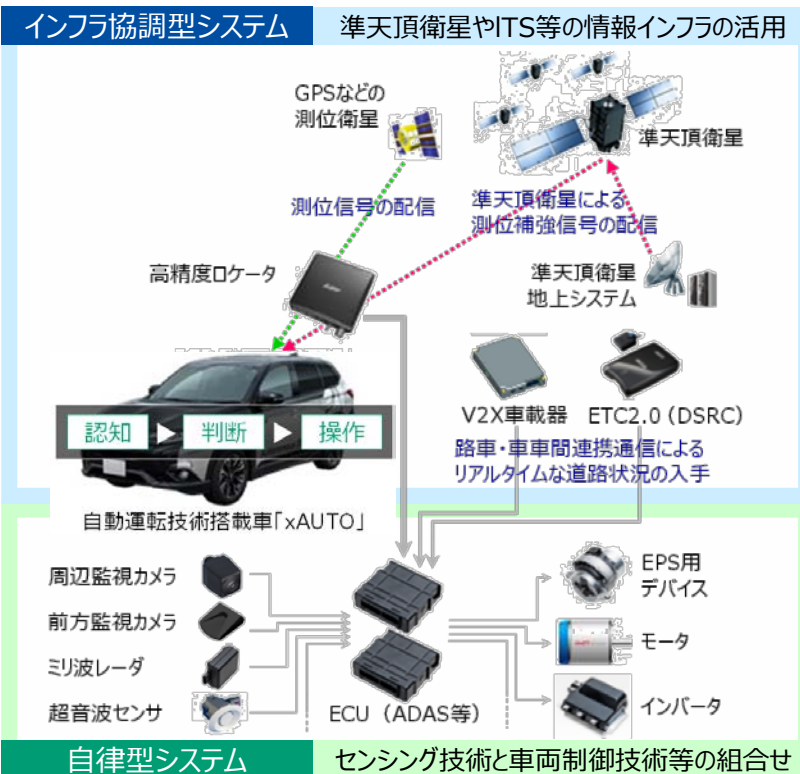 インフラ協調型システム
準天頂衛星やITS等の情報インフラの活用
GPSなどの
測位衛星
準天頂衛星
測位信号の配信
準天頂衛星による
測位補強信号の配信
高精度ロケータ
準天頂衛星
地上システム
V2X車載器
ETC2.0(DSRC)
路車・車車間連携通信による
リアルタイムな道路状況の入手
認知
判断
操作
自動運転技術搭載車「xAUTO」
周辺監視カメラ
前方監視カメラ
ミリ波レーダ
超音波センサ
ECU(ADAS等)
EPS用
デバイス
モータ
インバータ
自律型システム
センシング技術と車両制御技術等の組合せ